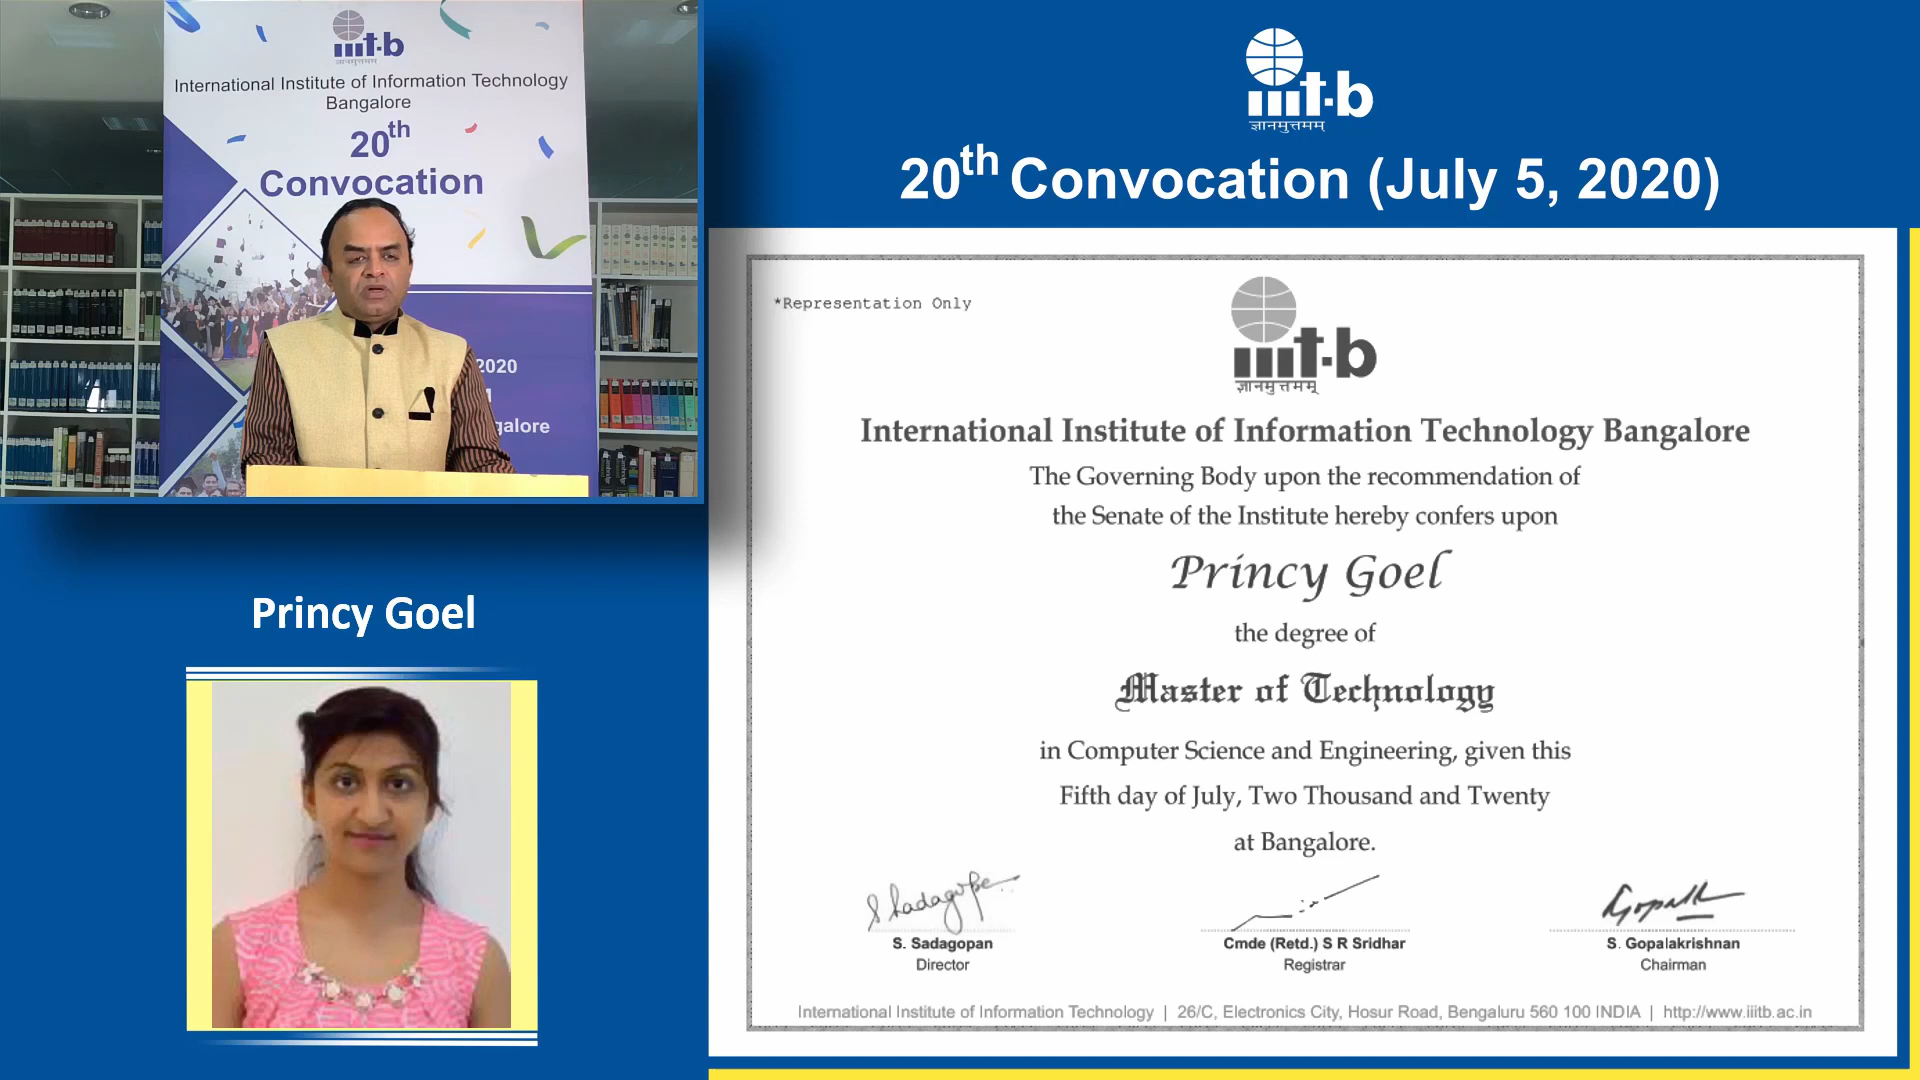 iiit-b
ज्ञानमुत्तमम्
International Institute of Information Technology
Bangalore
20th
Convocation
2020
galore
iiit-b
ज्ञानमुत्तमम्
20th Convocation (July 5, 2020)
Princy Goel
*Representation Only
iiit-b
ज्ञानमुत्तमम्
International Institute of Information Technology Bangalore
The Governing Body upon the recommendation of
the Senate of the Institute hereby confers upon
Princy Goel
the degree of
Master of Technology
in Computer Science and Engineering, given this
Fifth day of July, Two Thousand and Twenty
at Bangalore.
S. Sadagopan
Director
Cmde (Retd.) S R Sridhar
Registrar
S. Gopalakrishnan
Chairman
International Institute of Information Technology | 26/C, Electronics City, Hosur Road, Bengaluru 560 100 INDIA | http://www.iiitb.ac.in